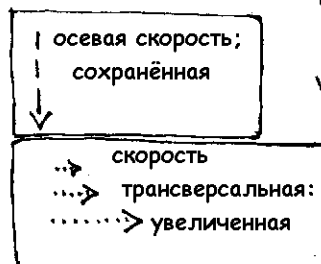 осевая скорость;
сохранённая
скорость
трансверсальная:
увеличенная